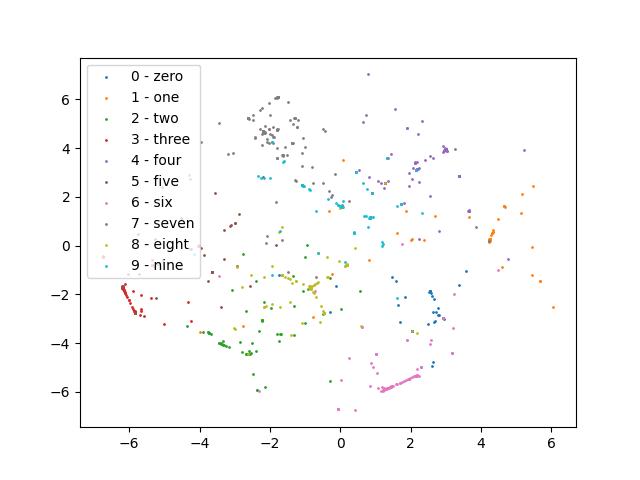 0 - zero
1 - one
2 - two
3 - three
4 - four
5 - five
6 - six
7 - seven
8 - eight
9 - nine
6
4
2
0
−2
−4
−6
−6 −4 −2 0 2 4 6